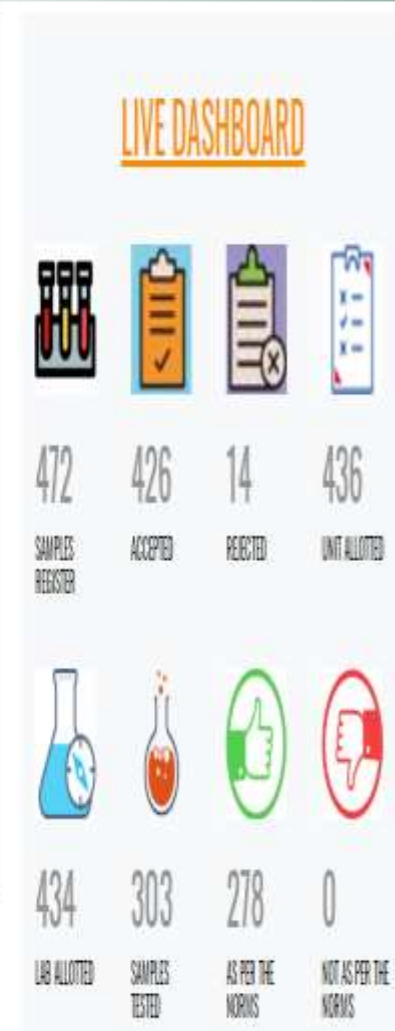 LIVE DASHBOARD
472
SAMPLES
REGISTER
426
ACCEPTED
14
REJECTED
436
UNIT ALLOTTED
434
LAB ALLOTTED
303
SAMPLES
TESTED
278
AS PER THE
NORMS
0
NOT AS PER THE
NORMS